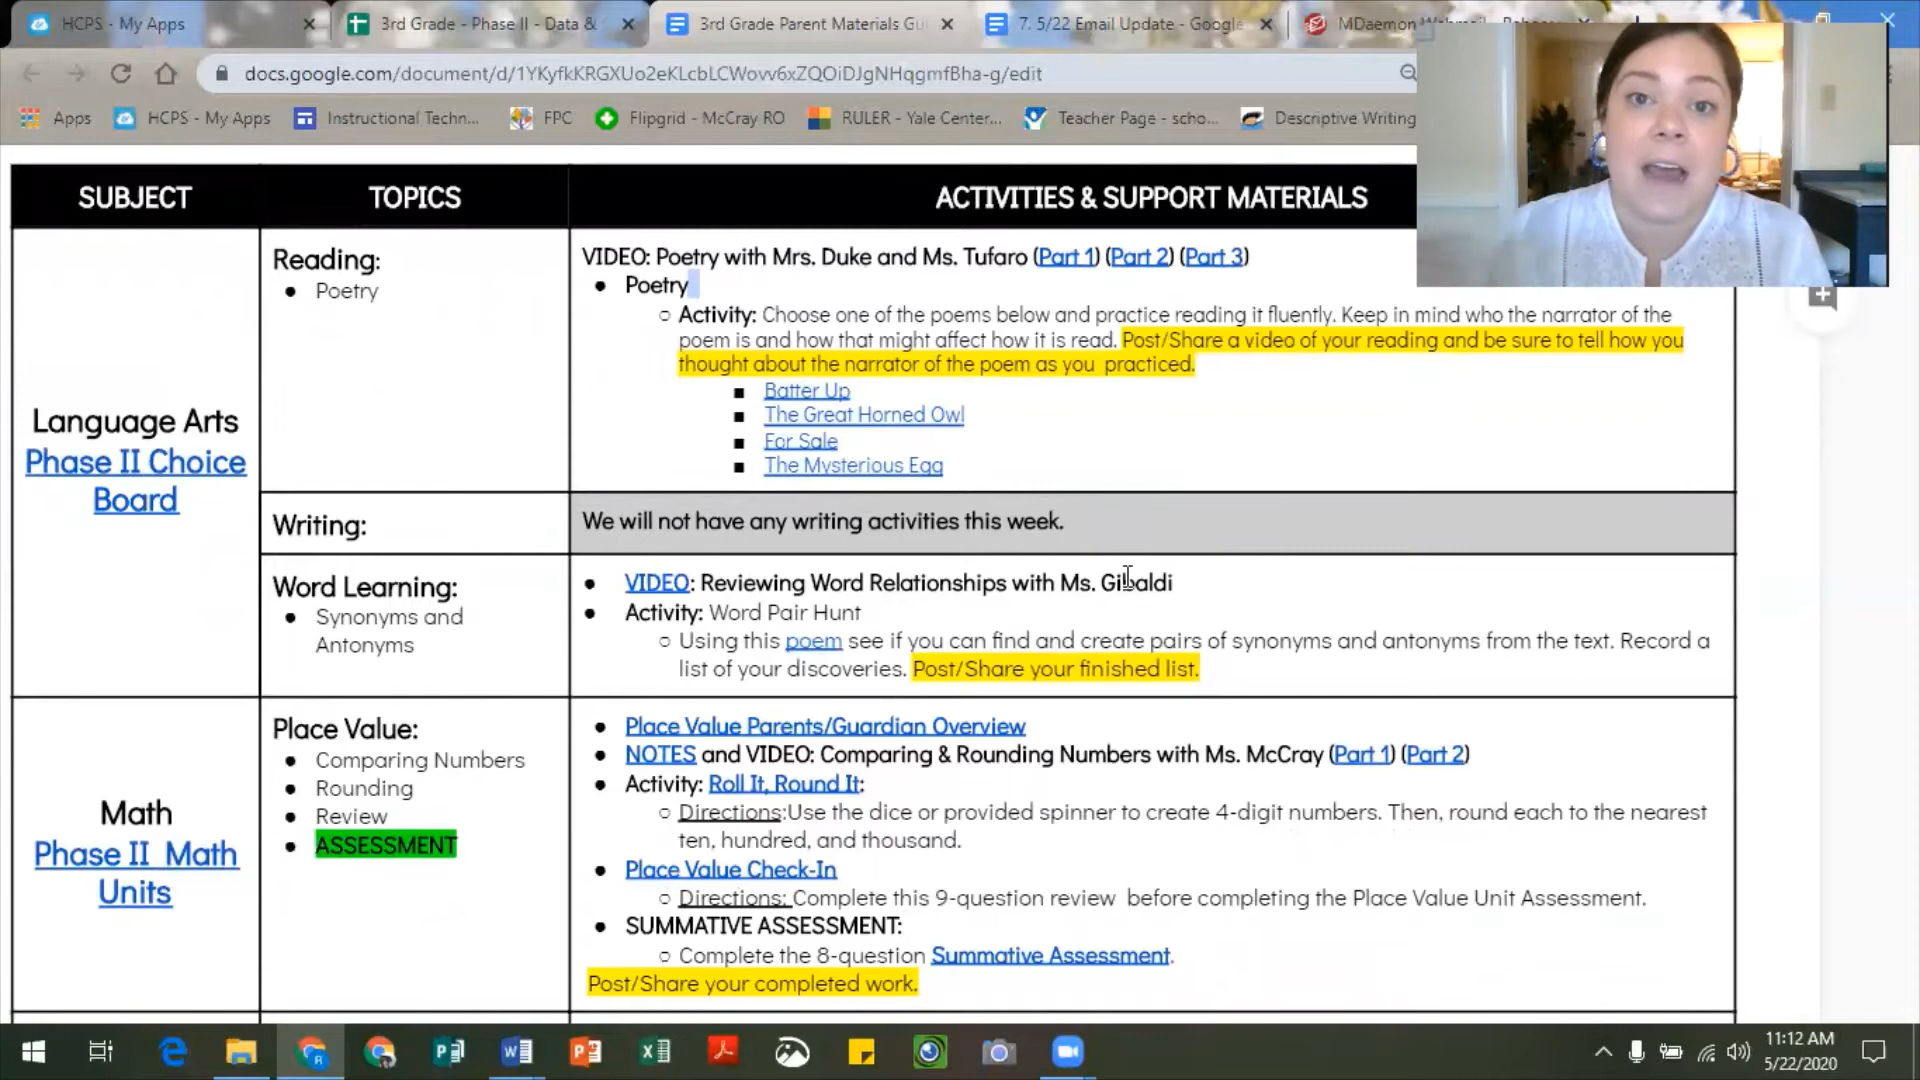 HCPS - My Apps
3rd Grade - Phase II - Data &
3rd Grade Parent Materials Gu
7. 5/22 Email Update - Google
MDaemon
docs.google.com/document/d/1YKyfkKRGXUo2eKLcbLCWovv6xZQOiDJgNHqgmfBha-g/edit
Apps
HCPS - My Apps
Instructional Techn...
FPC
Flipgrid - McCray RO
RULER - Yale Center...
Teacher Page - scho...
Descriptive Writing
SUBJECT
TOPICS
ACTIVITIES & SUPPORT MATERIALS
Language Arts
Phase II Choice
Board
Reading:
● Poetry
VIDEO: Poetry with Mrs. Duke and Ms. Tufaro (Part 1) (Part 2) (Part 3)
● Poetry
○ Activity: Choose one of the poems below and practice reading it fluently. Keep in mind who the narrator of the
poem is and how that might affect how it is read. Post/Share a video of your reading and be sure to tell how you
thought about the narrator of the poem as you practiced.
■ Batter Up
■ The Great Horned Owl
■ For Sale
■ The Mysterious Egg
Writing:
We will not have any writing activities this week.
Word Learning:
● Synonyms and
Antonyms
● VIDEO: Reviewing Word Relationships with Ms. Gibaldi
● Activity: Word Pair Hunt
○ Using this poem see if you can find and create pairs of synonyms and antonyms from the text. Record a
list of your discoveries. Post/Share your finished list.
Math
Phase II Math
Units
Place Value:
● Comparing Numbers
● Rounding
● Review
● ASSESSMENT
● Place Value Parents/Guardian Overview
● NOTES and VIDEO: Comparing & Rounding Numbers with Ms. McCray (Part 1) (Part 2)
● Activity: Roll It, Round It:
○ Directions:Use the dice or provided spinner to create 4-digit numbers. Then, round each to the nearest
ten, hundred, and thousand.
● Place Value Check-In
○ Directions: Complete this 9-question review before completing the Place Value Unit Assessment.
● SUMMATIVE ASSESSMENT:
○ Complete the 8-question Summative Assessment.
Post/Share your completed work.
11:12 AM
5/22/2020